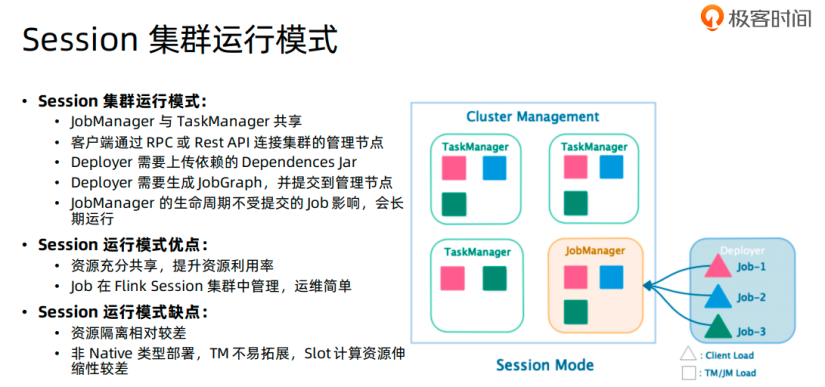 极客时间
Session 集群运行模式
• Session 集群运行模式：
• JobManager 与 TaskManager 共享
• 客户端通过 RPC 或 Rest API 连接集群的管理节点
• Deployer 需要上传依赖的 Dependences Jar
• Deployer 需要生成 JobGraph，并提交到管理节点
• JobManager 的生命周期不受提交的 Job 影响，会长
期运行
• Session 运行模式优点：
• 资源充分共享，提升资源利用率
• Job 在 Flink Session 集群中管理，运维简单
• Session 运行模式缺点：
• 资源隔离相对较差
• 非 Native 类型部署，TM 不易拓展，Slot 计算资源伸
缩性较差
Cluster Management
TaskManager
TaskManager
TaskManager
JobManager
Deployer
Job-1
Job-2
Job-3
Session Mode
: Client Load
: TM/JM Load